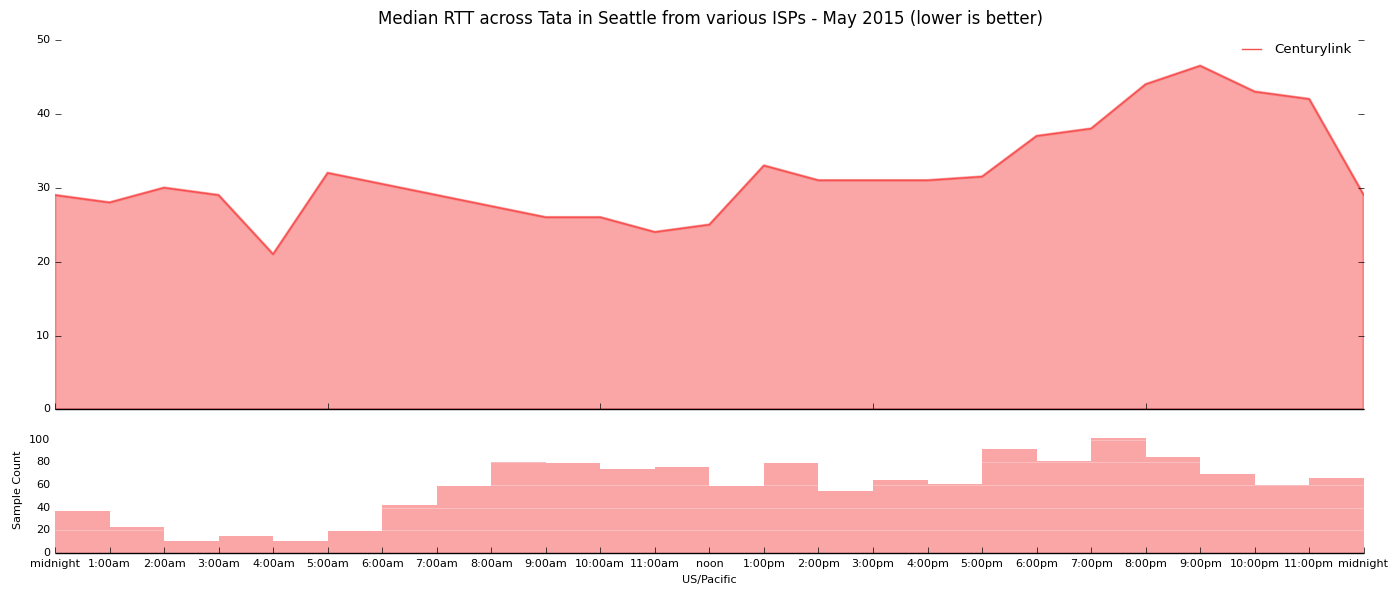 Median RTT across Tata in Seattle from various ISPs - May 2015 (lower is better)
50
Centurylink
40
30
20
10
0
100
80
60
40
20
0
Sample Count
midnight 1:00am 2:00am 3:00am 4:00am 5:00am 6:00am 7:00am 8:00am 9:00am 10:00am 11:00am noon 1:00pm 2:00pm 3:00pm 4:00pm 5:00pm 6:00pm 7:00pm 8:00pm 9:00pm 10:00pm 11:00pm midnight
US/Pacific